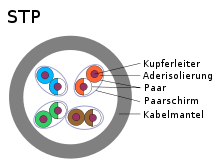 STP
Kupferleiter
Aderisolierung
Paar
Paarschirm
Kabelmantel